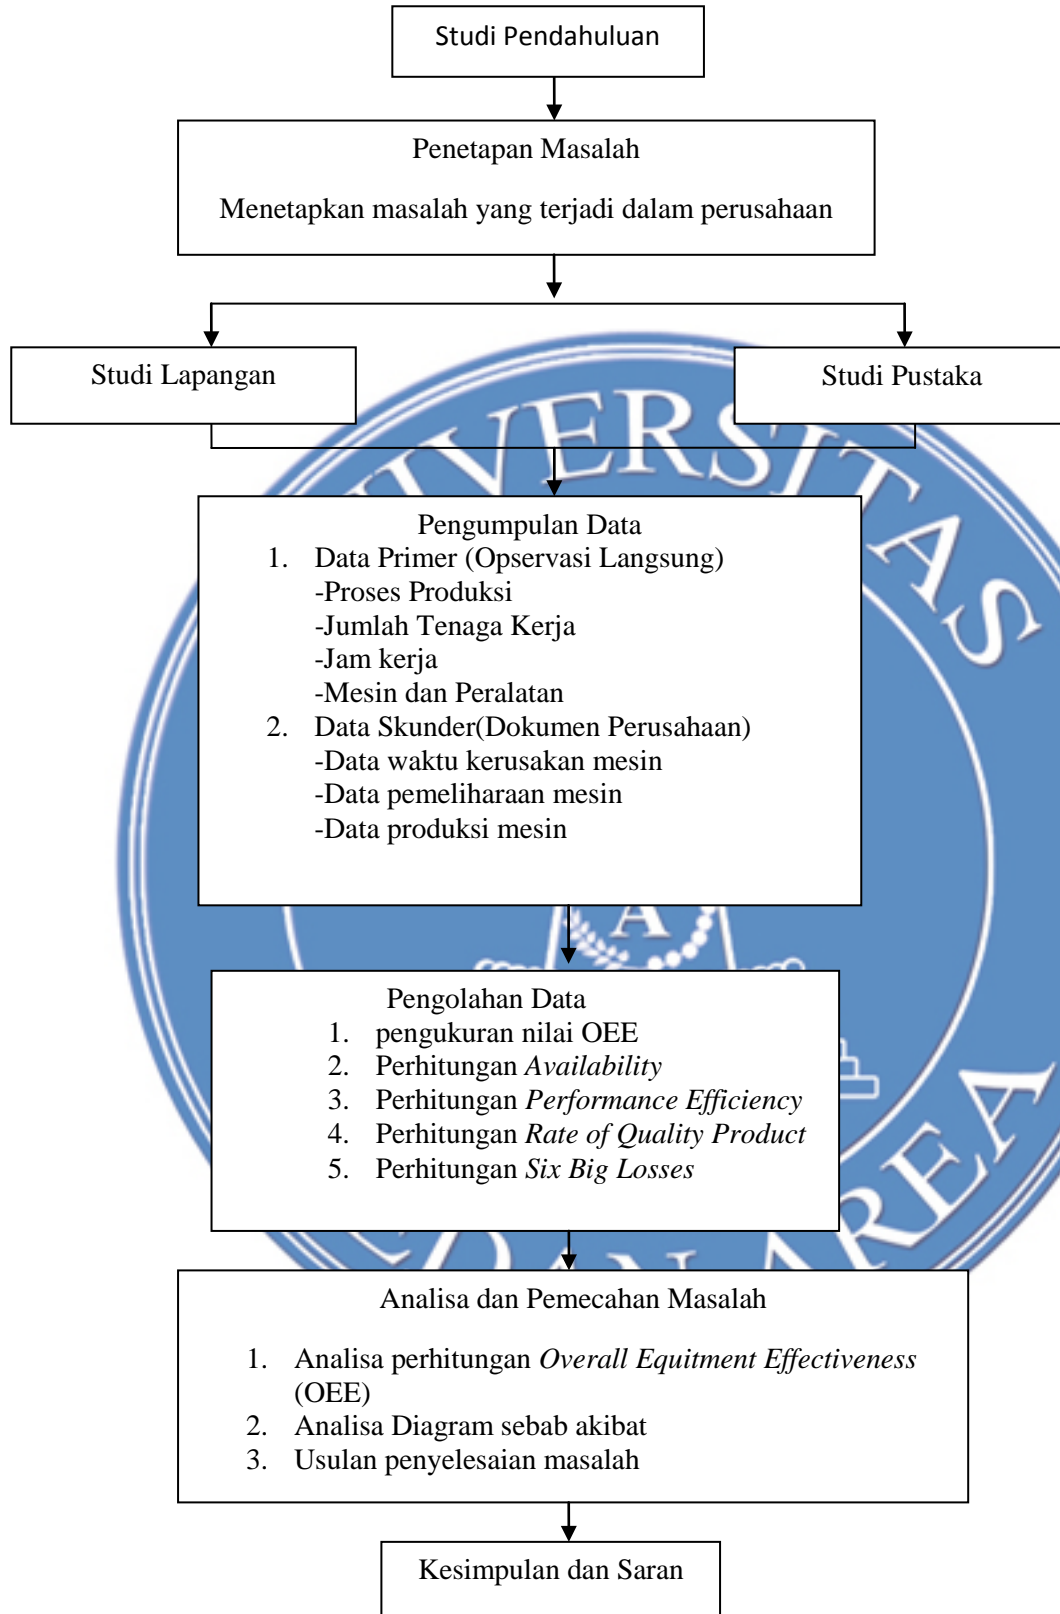 Studi Pendahuluan
Penetapan Masalah
Menetapkan masalah yang terjadi dalam perusahaan
Studi Lapangan
Studi Pustaka
UNIVERSITAS
Pengumpulan Data
1. Data Primer (Opservasi Langsung)
-Proses Produksi
-Jumlah Tenaga Kerja
-Jam kerja
-Mesin dan Peralatan
2. Data Skunder(Dokumen Perusahaan)
-Data waktu kerusakan mesin
-Data pemeliharaan mesin
-Data produksi mesin
A
Pengolahan Data
1. pengukuran nilai OEE
2. Perhitungan Availability
3. Perhitungan Performance Efficiency
4. Perhitungan Rate of Quality Product
5. Perhitungan Six Big Losses
AREA
Analisa dan Pemecahan Masalah
1. Analisa perhitungan Overall Equitment Effectiveness
(OEE)
2. Analisa Diagram sebab akibat
3. Usulan penyelesaian masalah
Kesimpulan dan Saran